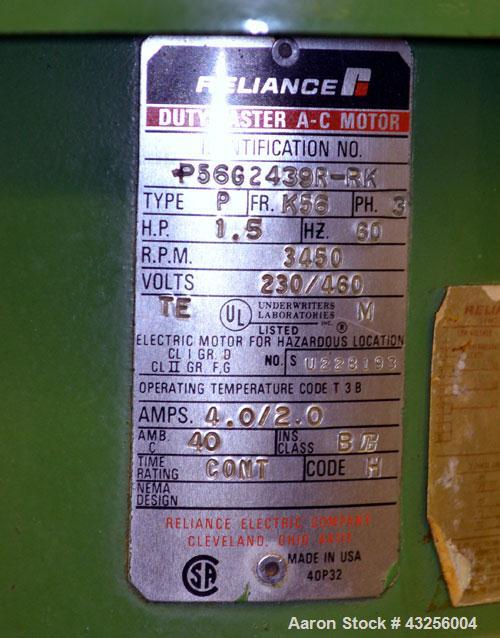 RELIANCE
DUTY MASTER A-C MOTOR
IDENTIFICATION NO.
P56G2439R-RK
TYPE P FR. K56 PH. 3
H.P. 1.5 HZ. 60
R.P.M. 3450
VOLTS 230/460
TE UL UNDERWRITERS LABORATORIES INC. ® LISTED M
ELECTRIC MOTOR FOR HAZARDOUS LOCATION
CL I GR. D
CL II GR. F,G NO. S U228193
OPERATING TEMPERATURE CODE T 3 B
AMPS. 4.0/2.0
AMB. C 40 INS CLASS B
TIME RATING CONT CODE H
NEMA DESIGN
RELIANCE ELECTRIC COMPANY
CLEVELAND, OHIO
MADE IN USA
40P32
Aaron Stock # 43256004